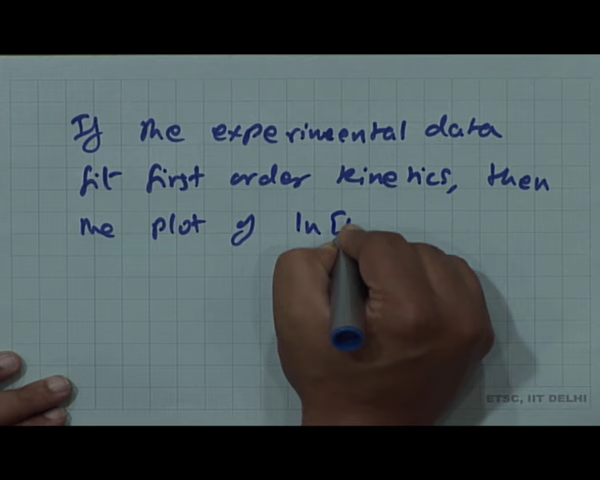 If the experimental data
fit first order kinetics, then
the plot of ln[
ETSC, IIT DELHI